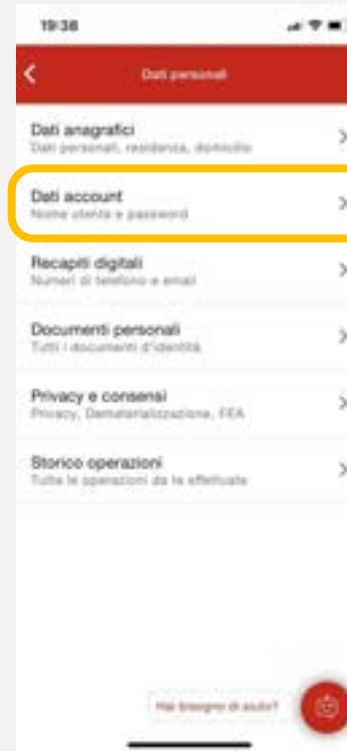 19:38
Dati personali
Dati anagrafici
Dati personali, residenza, domicilio
Dati account
Nome utente e password
Recapiti digitali
Numeri di telefono e email
Documenti personali
Tutti i documenti d'identità
Privacy e consensi
Privacy, Dematerializzazione, FEA
Storico operazioni
Tutte le operazioni da te effettuate
Hai bisogno di aiuto?